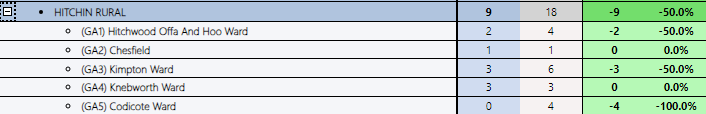 HITCHIN RURAL 9 18 -9 -50.0%
(GA1) Hitchwood Offa And Hoo Ward 2 4 -2 -50.0%
(GA2) Chesfield 1 1 0 0.0%
(GA3) Kimpton Ward 3 6 -3 -50.0%
(GA4) Knebworth Ward 3 3 0 0.0%
(GA5) Codicote Ward 0 4 -4 -100.0%